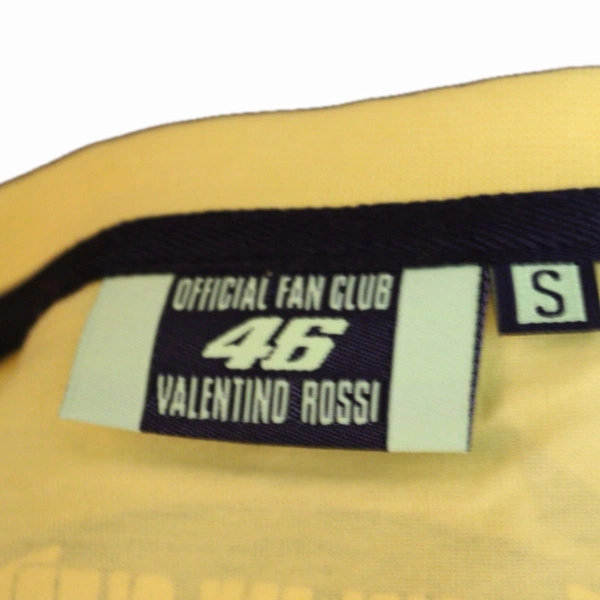 OFFICIAL FAN CLUB
46
VALENTINO ROSSI
S